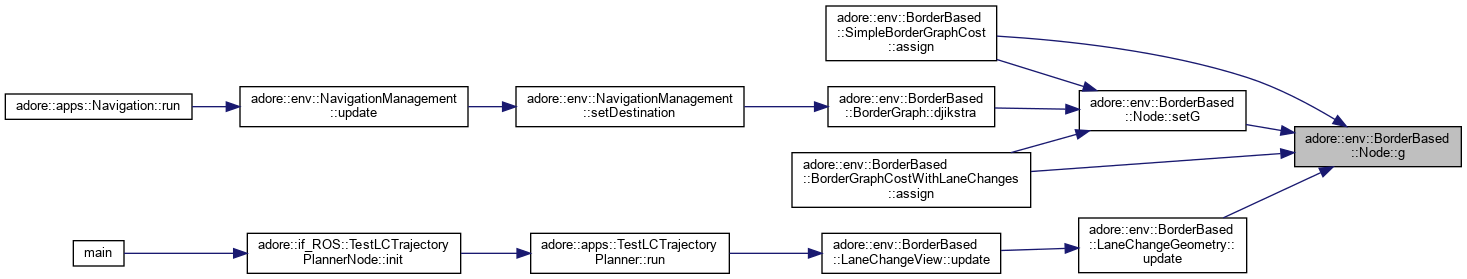 adore::env::BorderBased
::SimpleBorderGraphCost
::assign
adore::apps::Navigation::run
adore::env::NavigationManagement
::update
adore::env::NavigationManagement
::setDestination
adore::env::BorderBased
::BorderGraph::djikstra
adore::env::BorderBased
::Node::setG
adore::env::BorderBased
::Node::g
adore::env::BorderBased
::BorderGraphCostWithLaneChanges
::assign
main
adore::if_ROS::TestLCTrajectory
PlannerNode::init
adore::apps::TestLCTrajectory
Planner::run
adore::env::BorderBased
::LaneChangeView::update
adore::env::BorderBased
::LaneChangeGeometry::
update